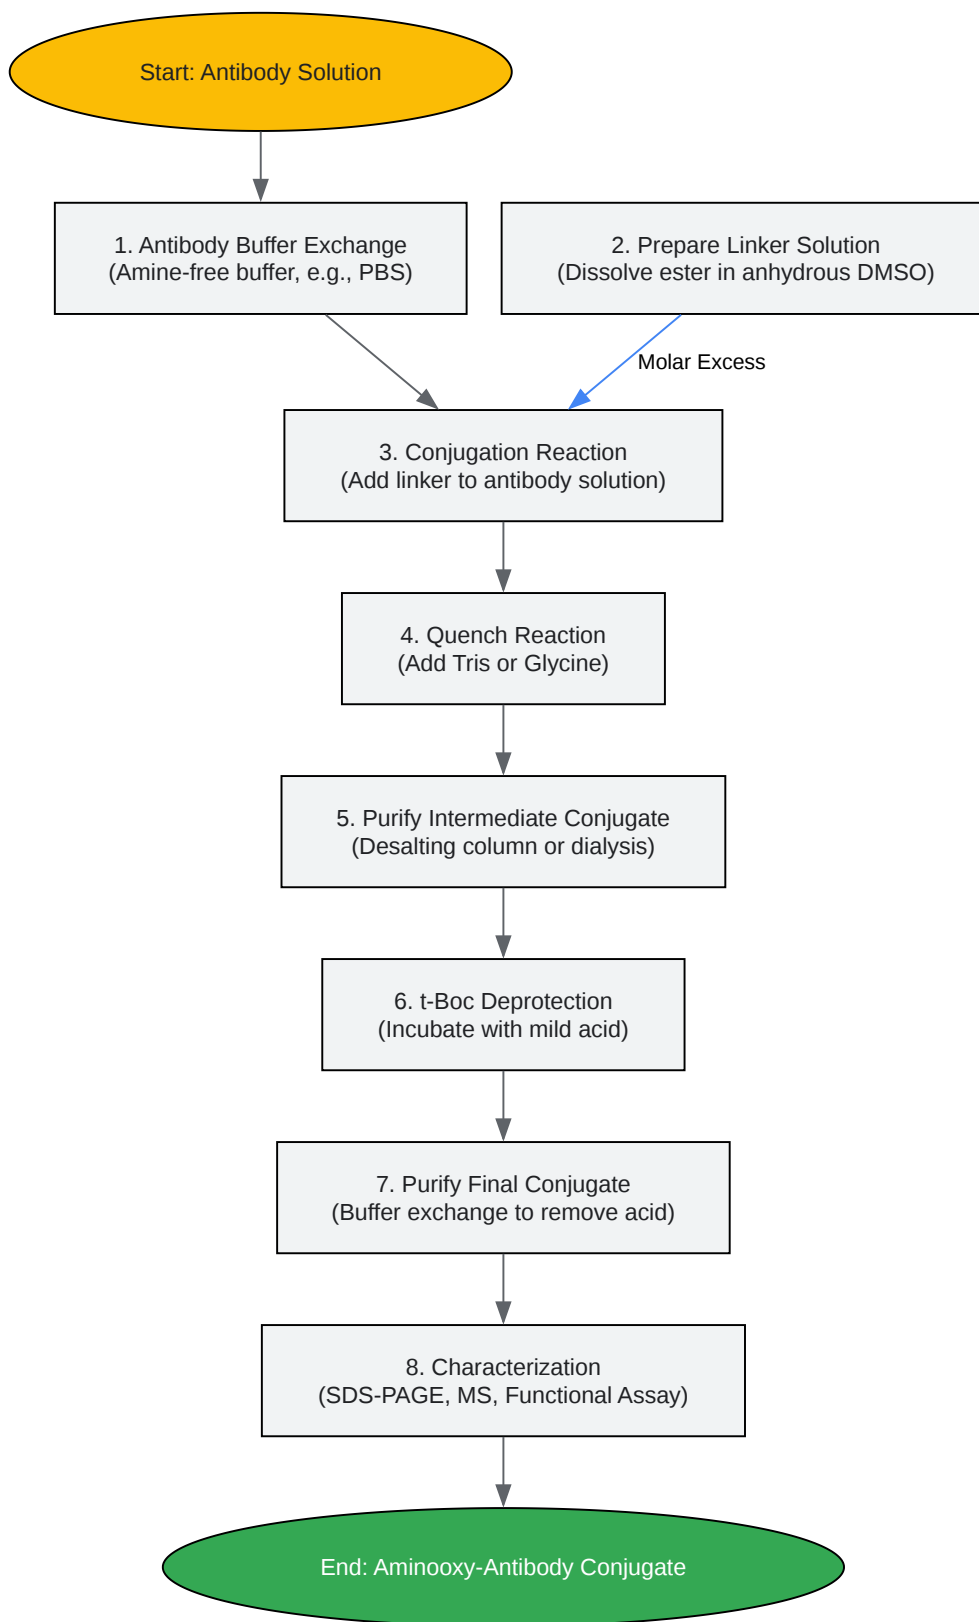 Start: Antibody Solution
1. Antibody Buffer Exchange
(Amine-free buffer, e.g., PBS)
2. Prepare Linker Solution
(Dissolve ester in anhydrous DMSO)
Molar Excess
3. Conjugation Reaction
(Add linker to antibody solution)
4. Quench Reaction
(Add Tris or Glycine)
5. Purify Intermediate Conjugate
(Desalting column or dialysis)
6. t-Boc Deprotection
(Incubate with mild acid)
7. Purify Final Conjugate
(Buffer exchange to remove acid)
8. Characterization
(SDS-PAGE, MS, Functional Assay)
End: Aminooxy-Antibody Conjugate